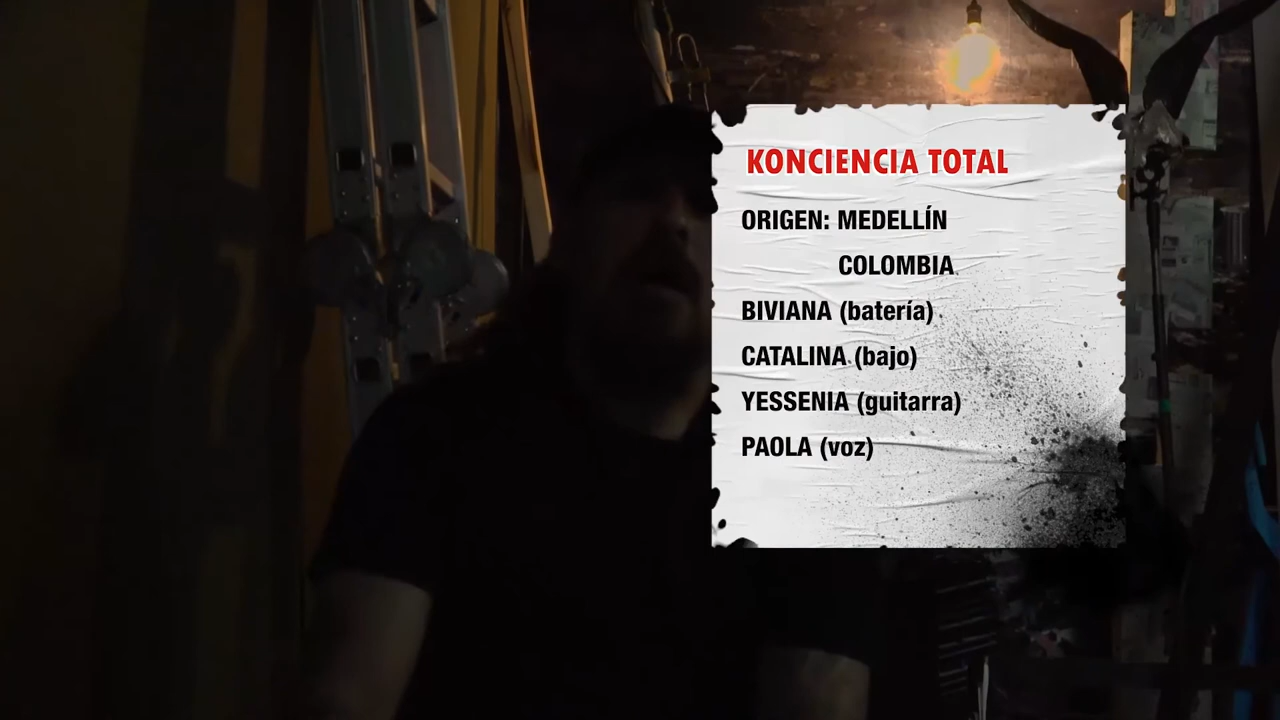 KONCIENCIA TOTAL
ORIGEN: MEDELLÍN
COLOMBIA
BIVIANA (batería)
CATALINA (bajo)
YESSENIA (guitarra)
PAOLA (voz)